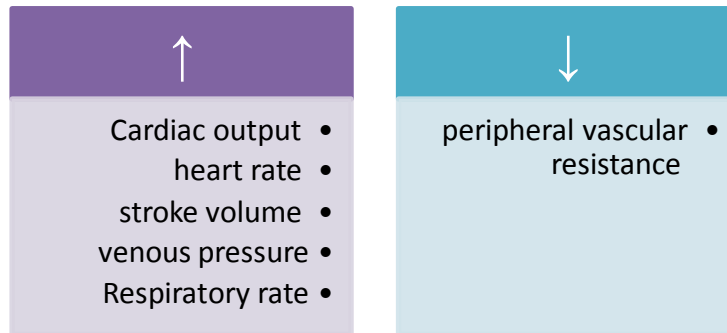 ↑
Cardiac output •
heart rate •
stroke volume •
venous pressure •
Respiratory rate •
↓
peripheral vascular •
resistance